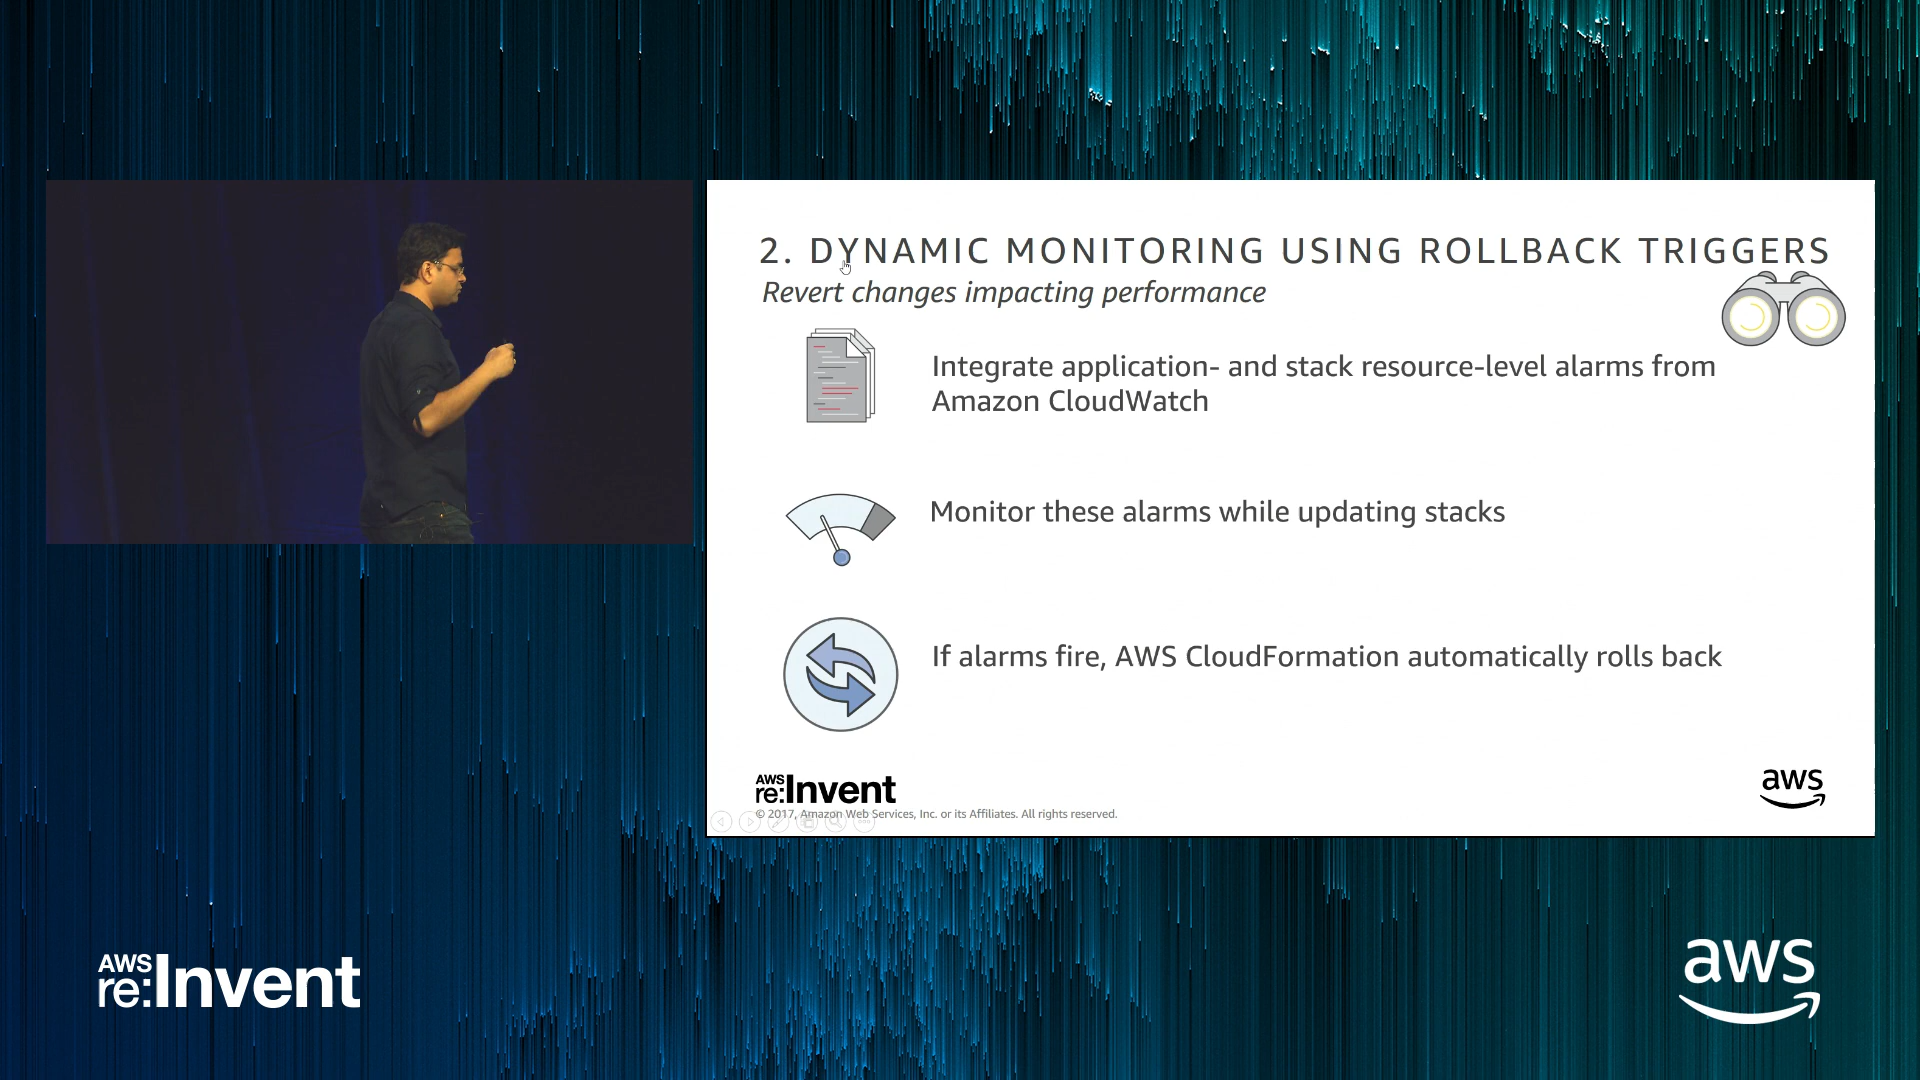 2. DYNAMIC MONITORING USING ROLLBACK TRIGGERS
Revert changes impacting performance
Integrate application- and stack resource-level alarms from
Amazon CloudWatch
Monitor these alarms while updating stacks
If alarms fire, AWS CloudFormation automatically rolls back
AWS
re:Invent
aws
© 2017, Amazon Web Services, Inc. or its Affiliates. All rights reserved.
AWS
re:Invent
aws